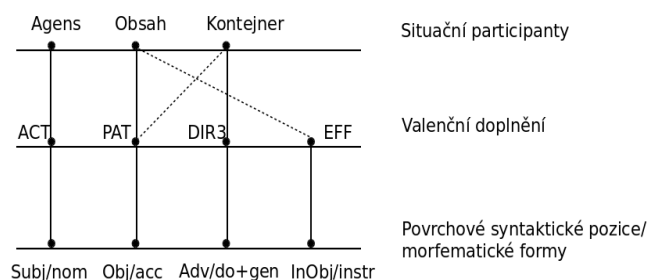 Agens Obsah Kontejner Situační participanty
ACT PAT DIR3 EFF Valenční doplnění
Povrchové syntaktické pozice/
morfematické formy
Subj/nom Obj/acc Adv/do+gen InObj/instr